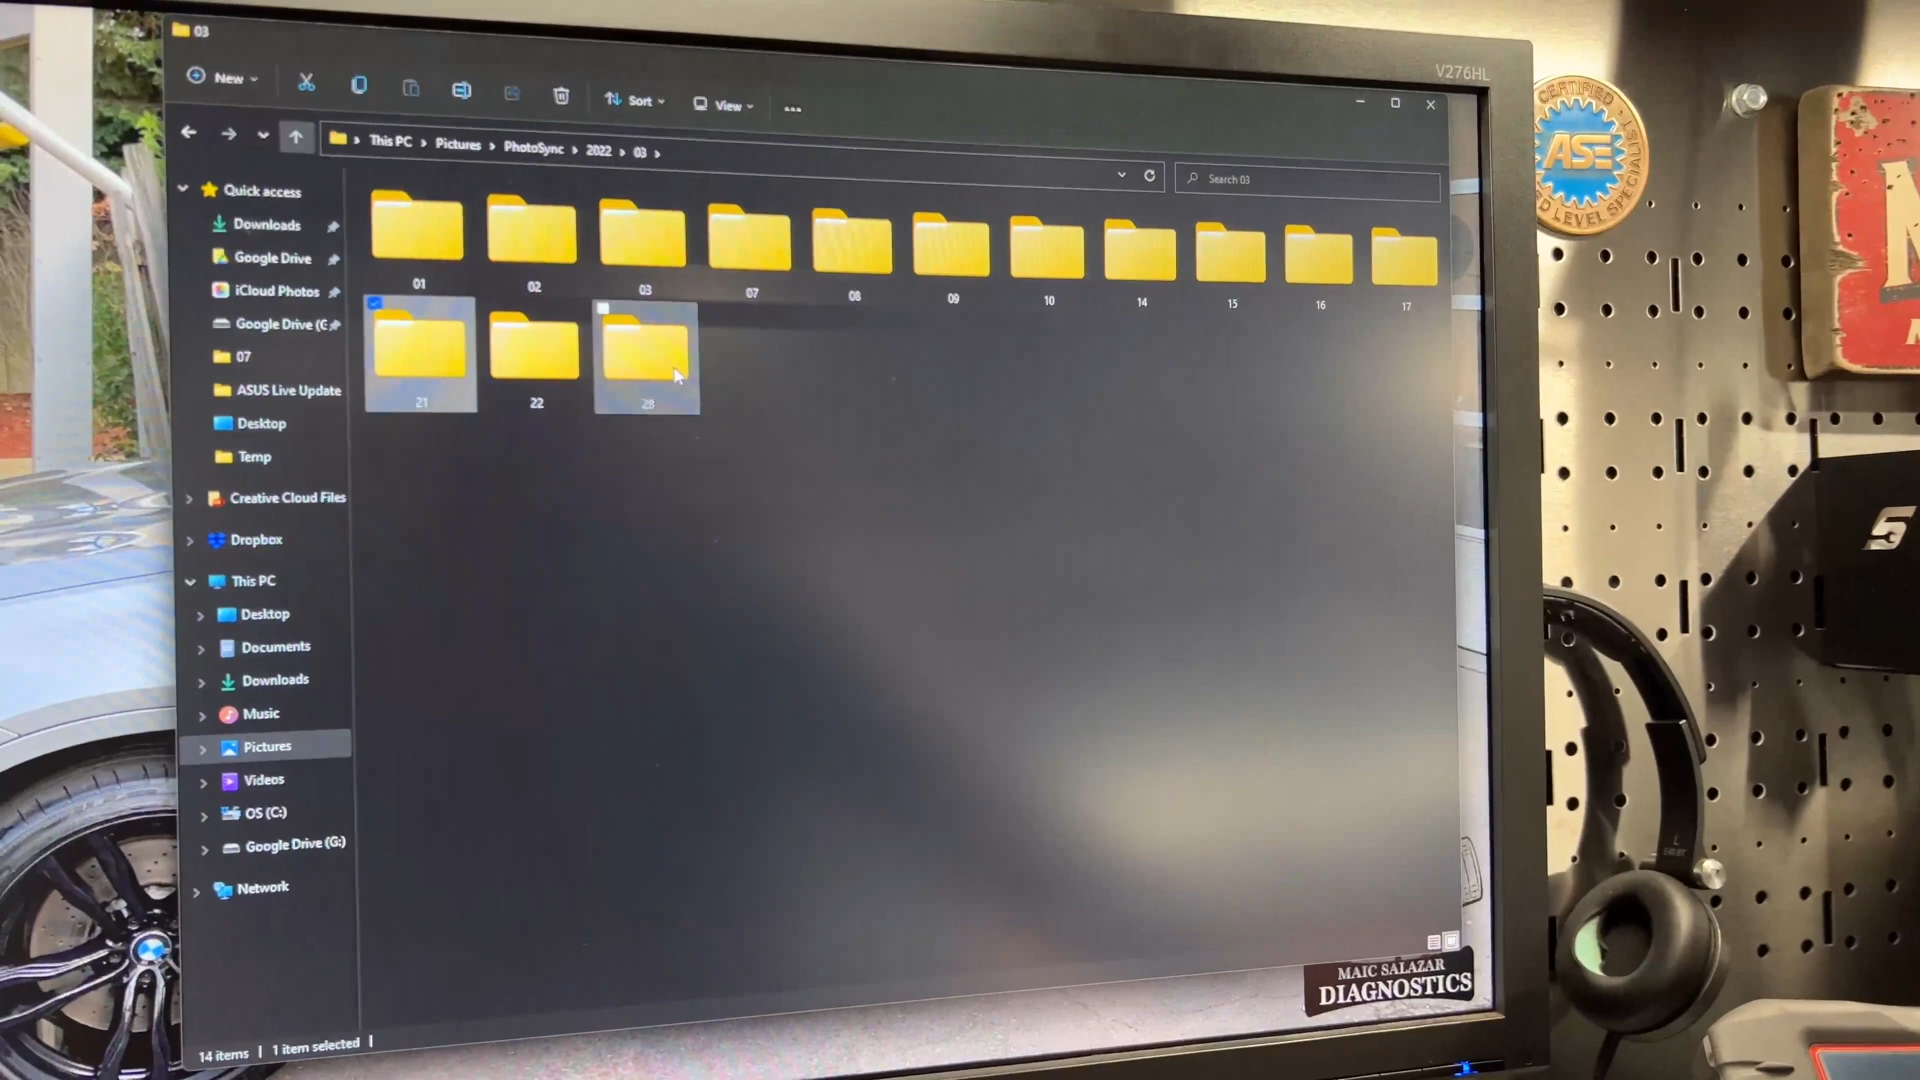 03
V276HL
New
Sort
View
This PC > Pictures > PhotoSync > 2022 > 03 >
Search 03
Quick access
Downloads
Google Drive
iCloud Photos
Google Drive (G
07
ASUS Live Update
Desktop
Temp
Creative Cloud Files
Dropbox
This PC
Desktop
Documents
Downloads
Music
Pictures
Videos
OS (C:)
Google Drive (G:)
Network
01
02
03
07
08
09
10
14
15
16
17
21
22
28
14 items
1 item selected
MAIC SALAZAR
DIAGNOSTICS
CERTIFIED
ASE
LEVEL SPECIALIST
L